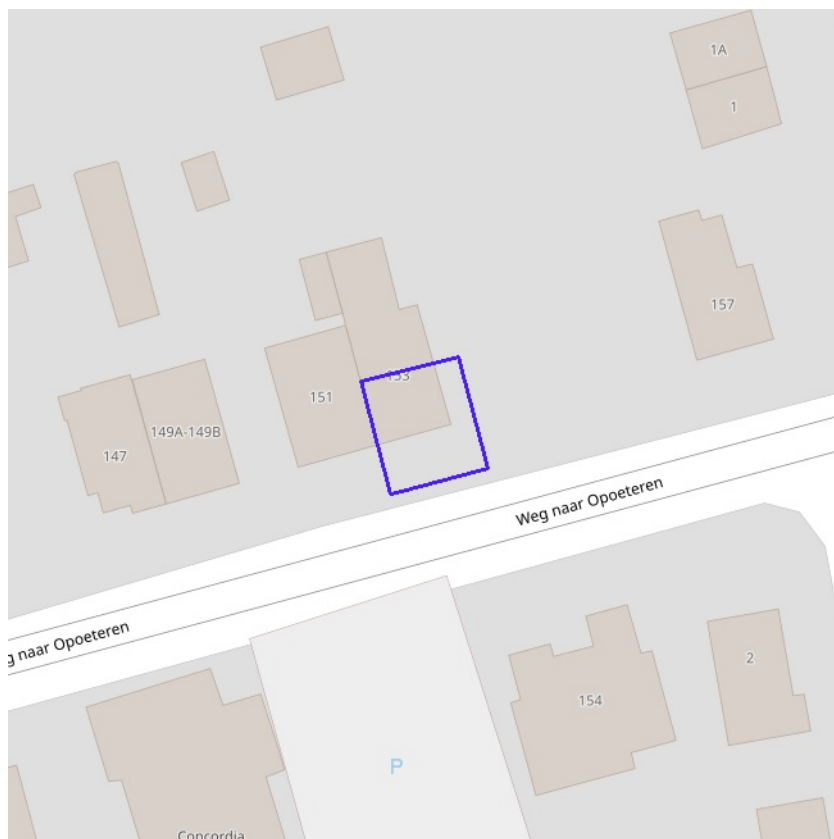 1A
1
157
153
151
149A-149B
147
Weg naar Opoeteren
g naar Opoeteren
2
154
P
Concordia